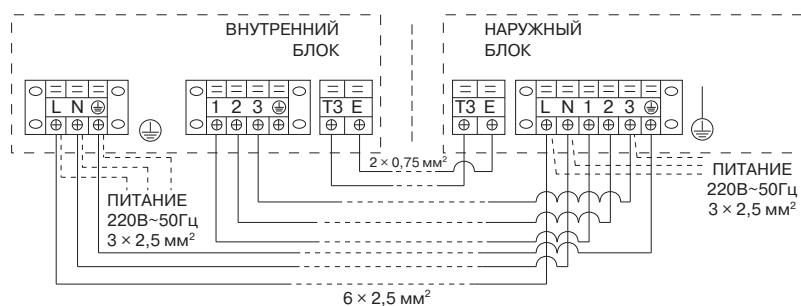 ВНУТРЕННИЙ
БЛОК
НАРУЖНЫЙ
БЛОК
L N
1 2 3
T3 E
T3 E
L N 1 2 3
2 × 0,75 мм²
ПИТАНИЕ
220В~50Гц
3 × 2,5 мм²
ПИТАНИЕ
220В~50Гц
3 × 2,5 мм²
6 × 2,5 мм²